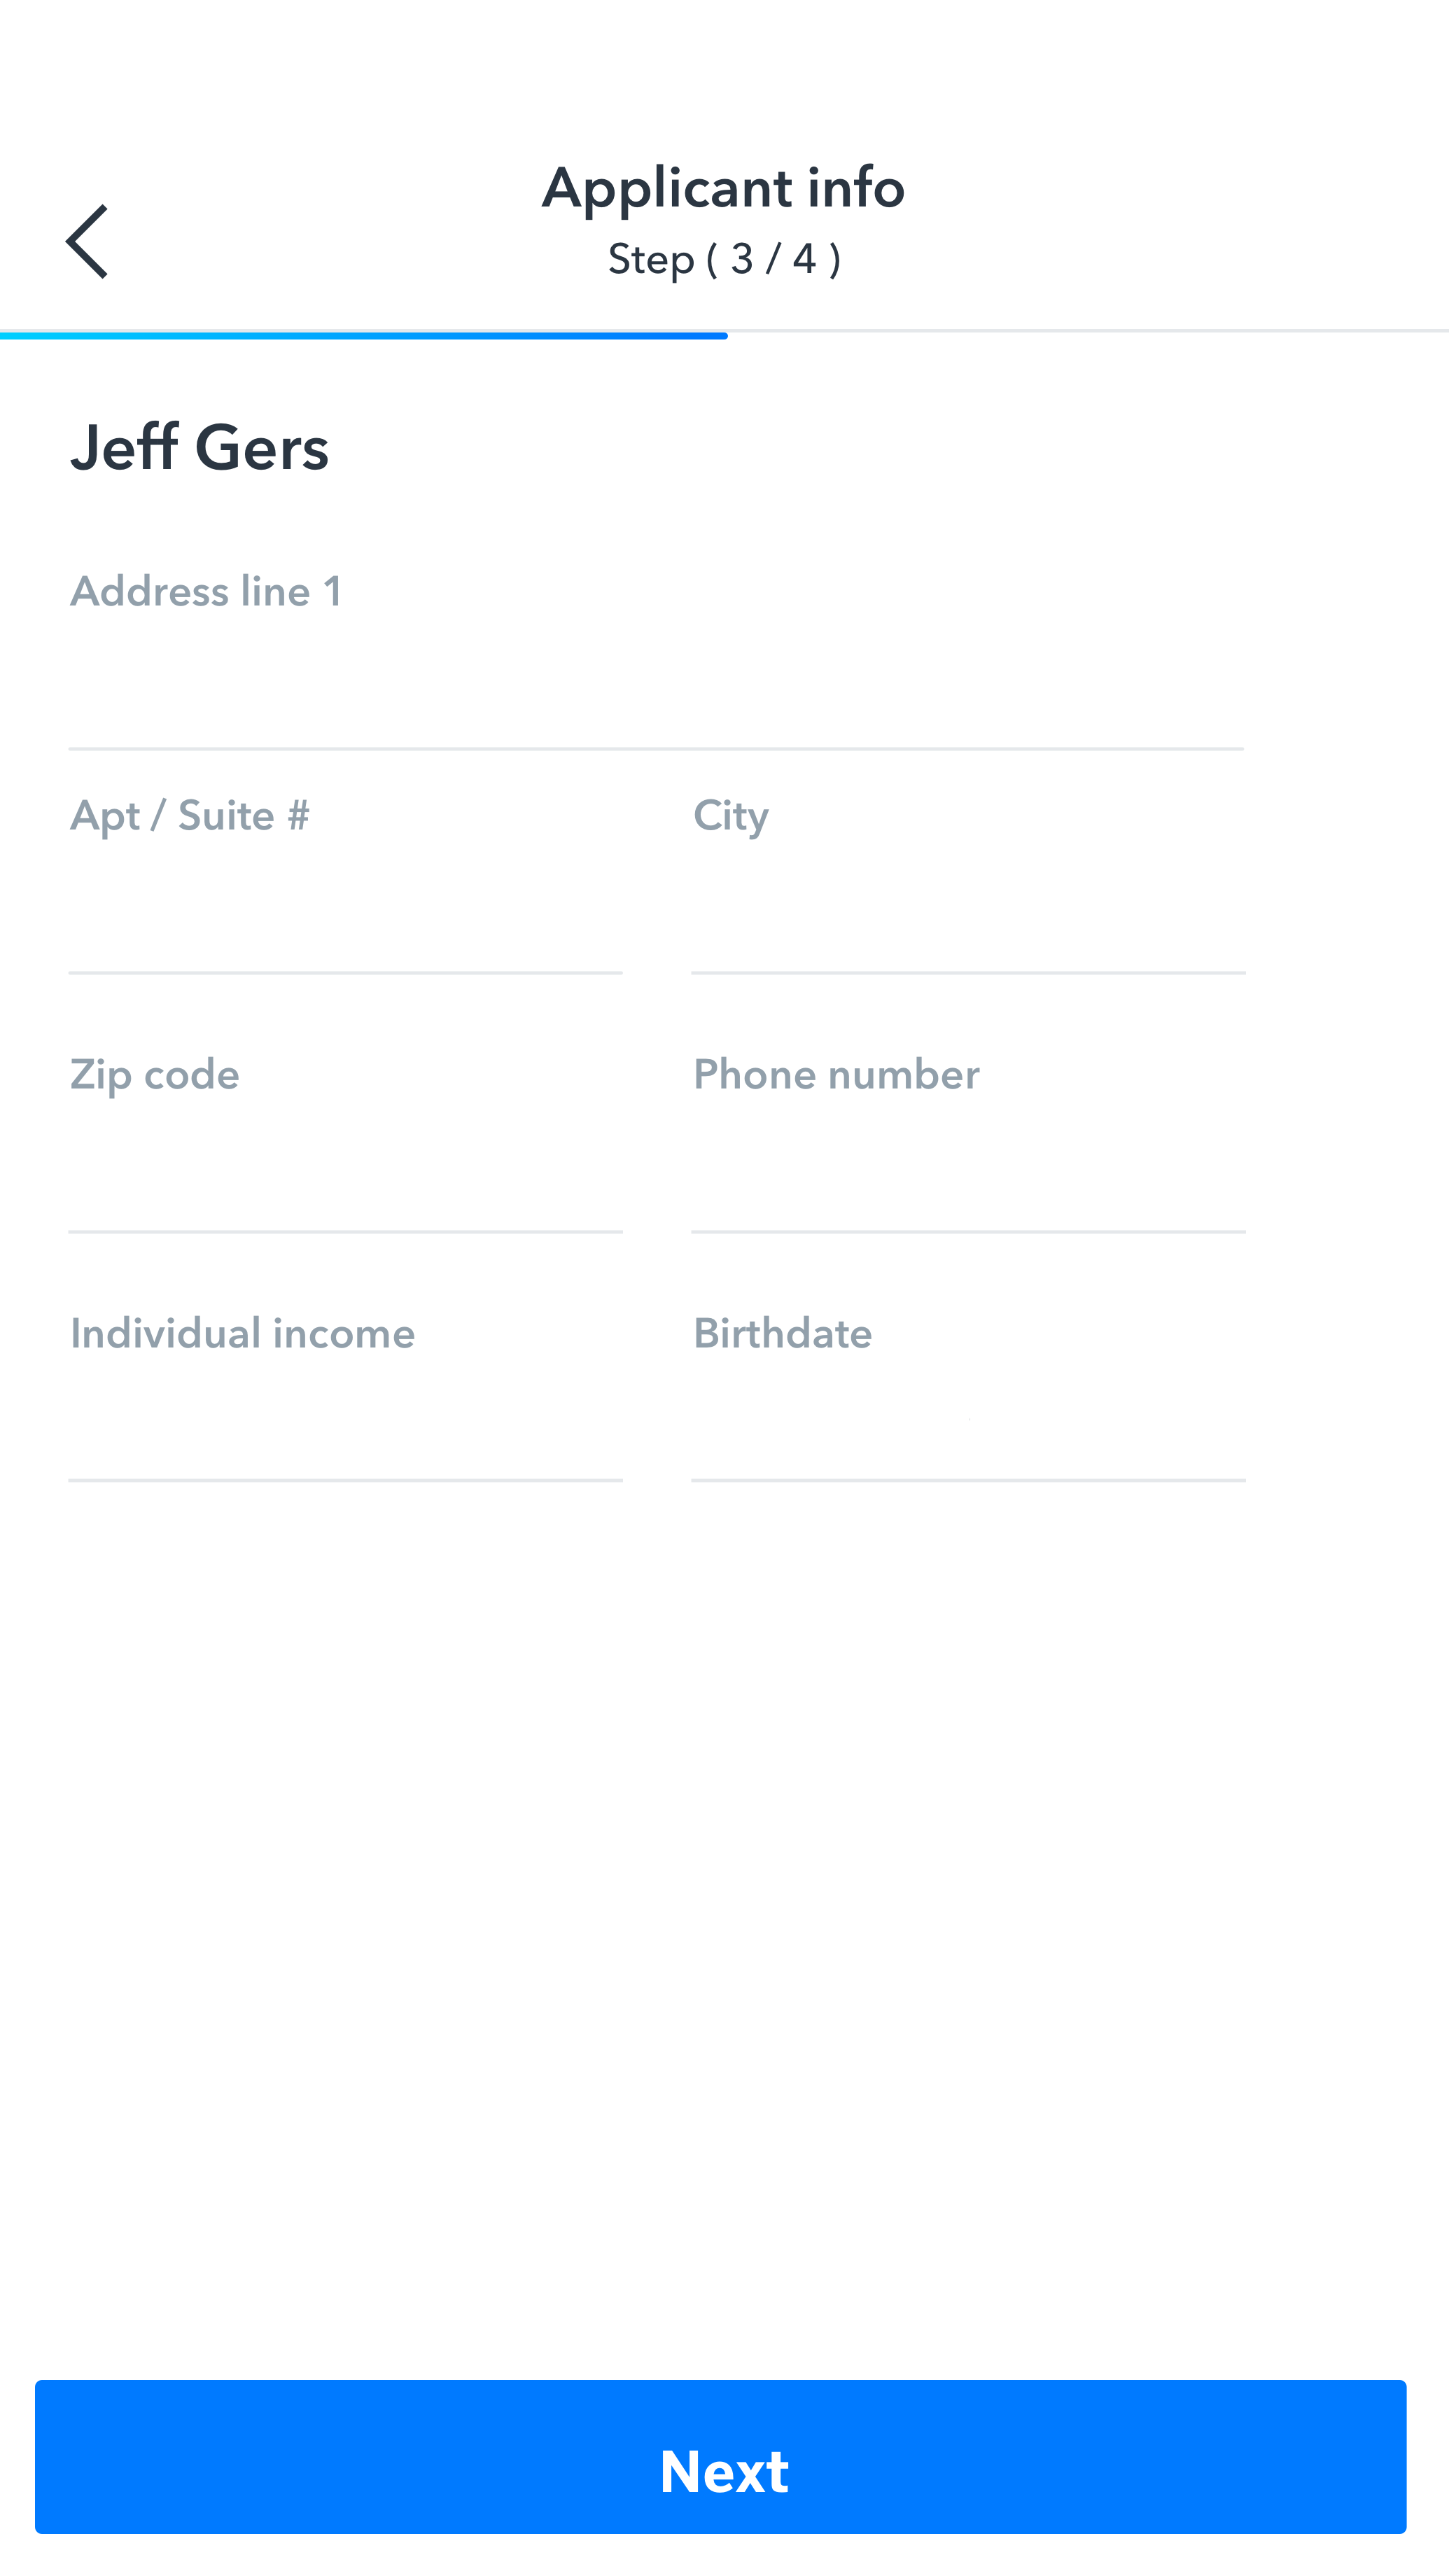 Applicant info
Step ( 3 / 4 )
Jeff Gers
Address line 1
Apt / Suite #
City
Zip code
Phone number
Individual income
Birthdate
Next